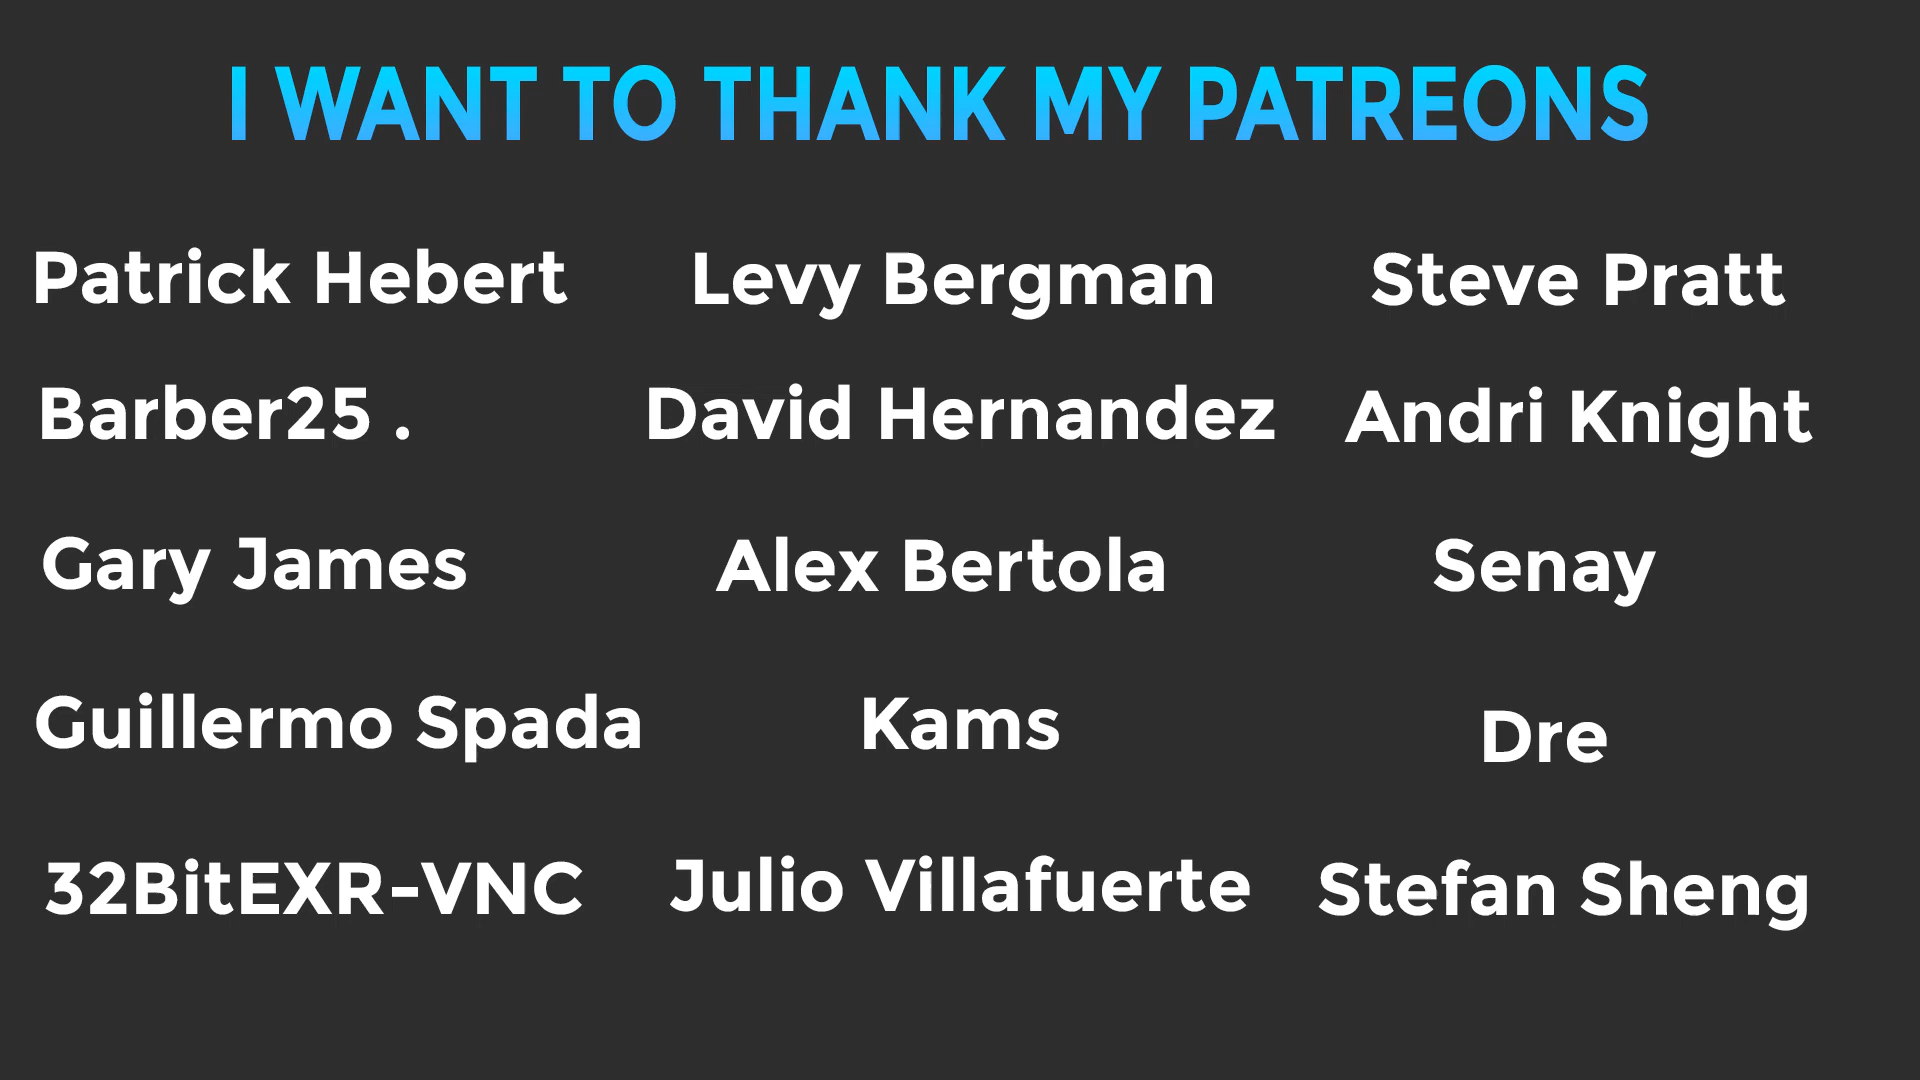 I WANT TO THANK MY PATREONS
Patrick Hebert Levy Bergman Steve Pratt
Barber25 . David Hernandez Andri Knight
Gary James Alex Bertola Senay
Guillermo Spada Kams Dre
32BitEXR-VNC Julio Villafuerte Stefan Sheng